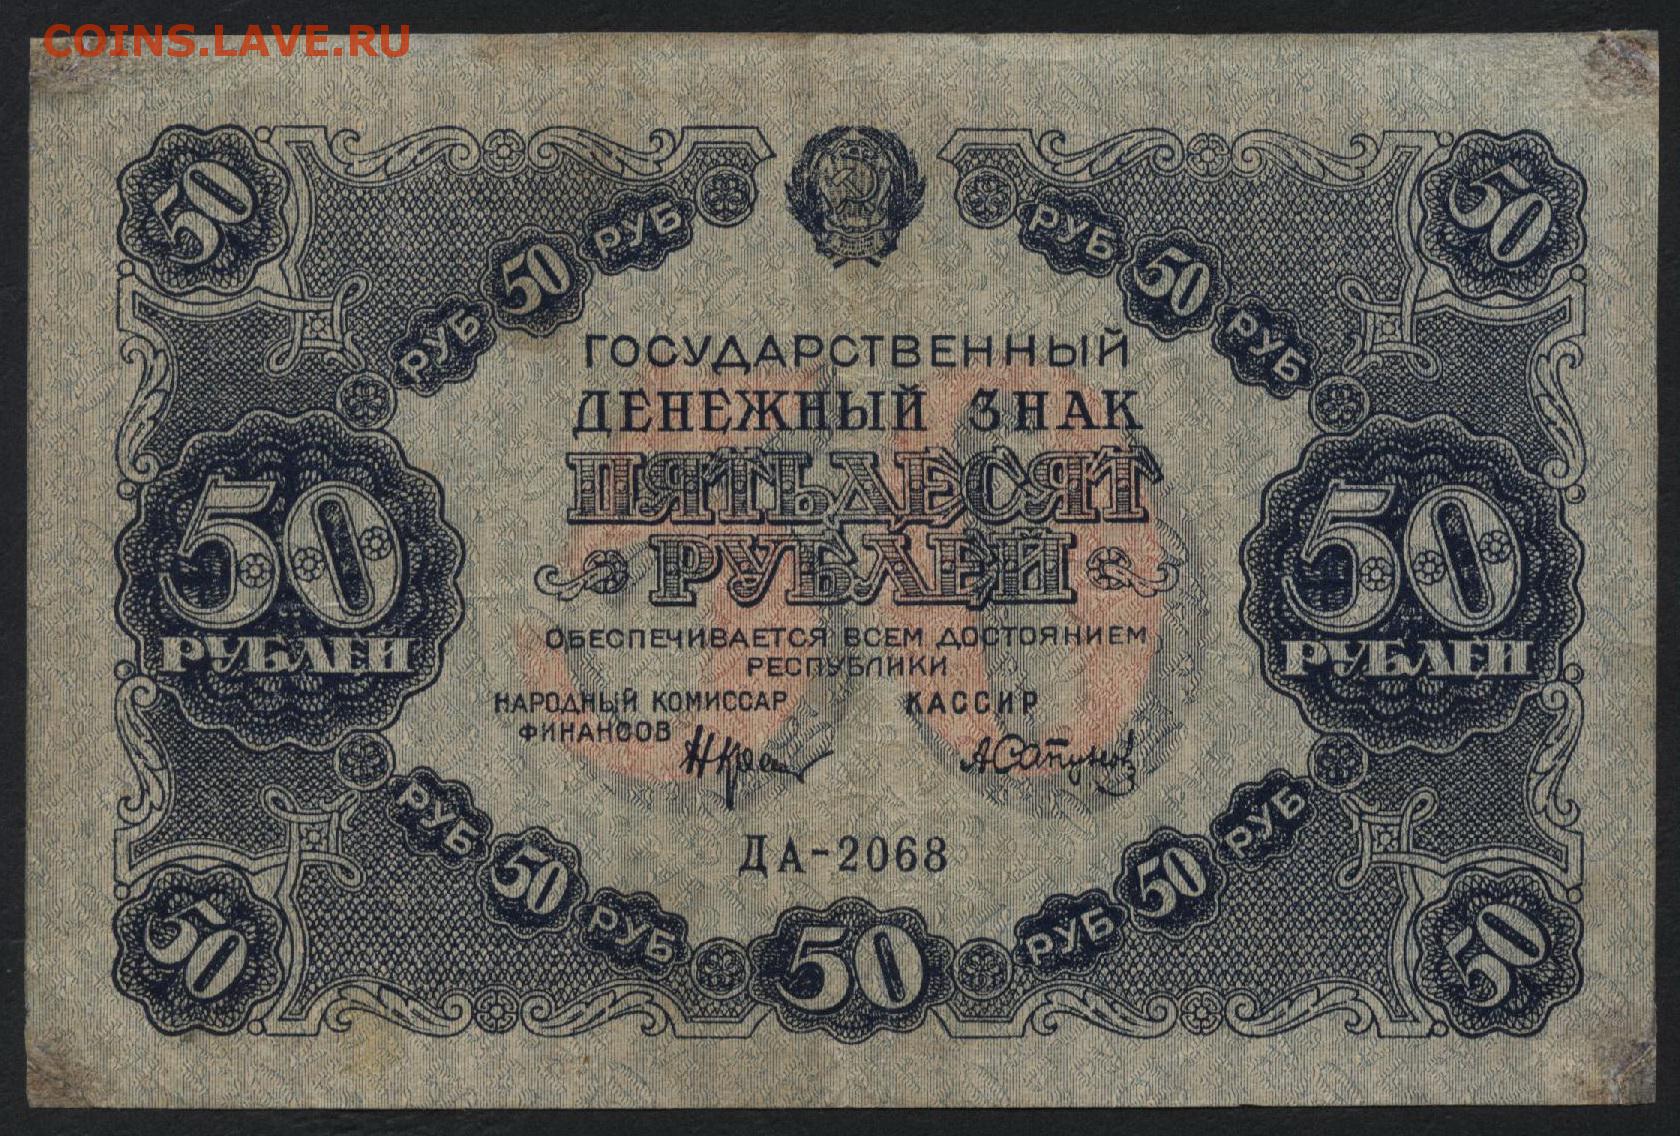 COINS.LAVE.RU
50 50
РУБ 50 РУБ РУБ 50 РУБ
ГОСУДАРСТВЕННЫЙ
ДЕНЕЖНЫЙ ЗНАК
ПЯТЬДЕСЯТ
РУБЛЕЙ
50
РУБЛЕЙ
50
РУБЛЕЙ
50
ОБЕСПЕЧИВАЕТСЯ ВСЕМ ДОСТОЯНИЕМ
РЕСПУБЛИКИ
НАРОДНЫЙ КОМИССАР
ФИНАНСОВ
КАССИР
АСапунов
ДА-2068
РУБ 50 РУБ РУБ 50 РУБ
50 50 50